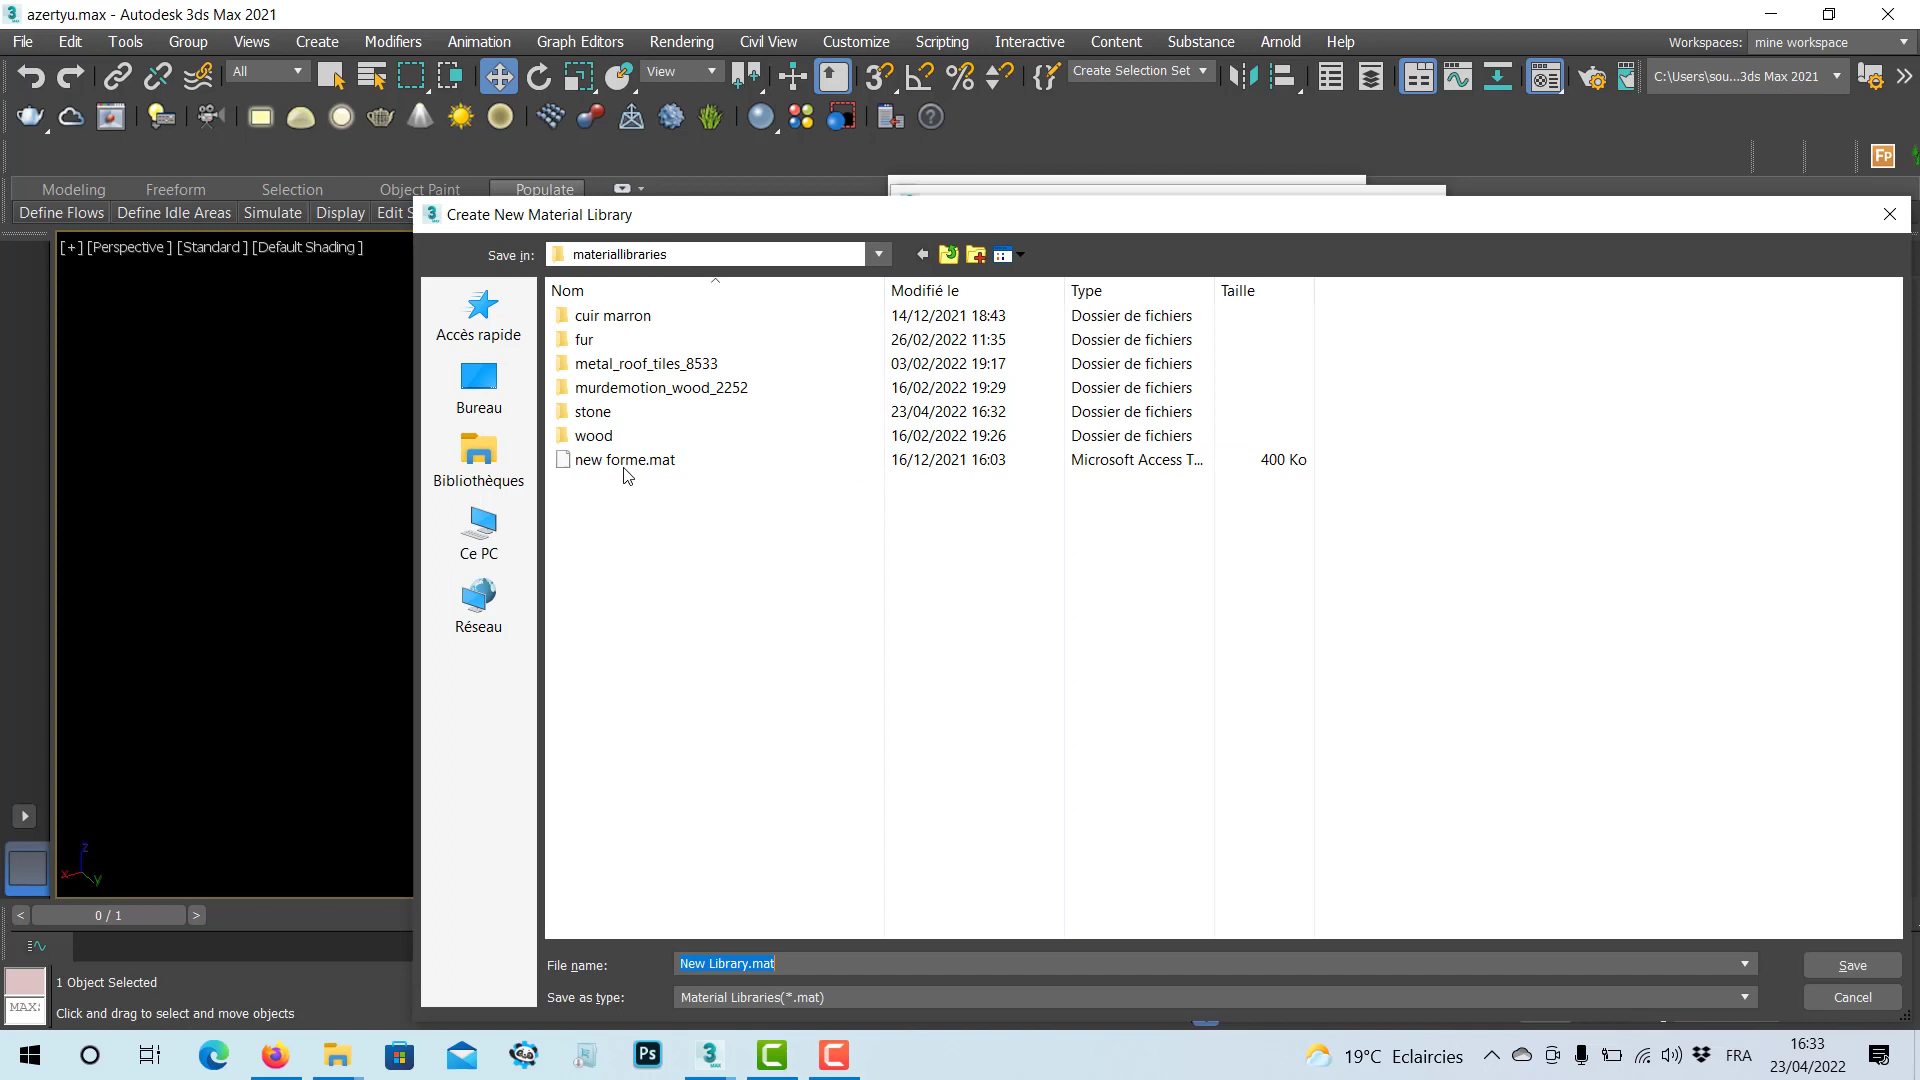 azertyu.max - Autodesk 3ds Max 2021
File Edit Tools Group Views Create Modifiers Animation Graph Editors Rendering Civil View Customize Scripting Interactive Content Substance Arnold Help
Workspaces: mine workspace
All
View
Create Selection Set
C:\Users\sou...3ds Max 2021
Fp
Modeling Freeform Selection Object Paint Populate
Define Flows Define Idle Areas Simulate Display Edit S
[+] [Perspective ] [Standard ] [Default Shading ]
Create New Material Library
Save in: materiallibraries
Nom Modifié le Type Taille
cuir marron 14/12/2021 18:43 Dossier de fichiers
fur 26/02/2022 11:35 Dossier de fichiers
metal_roof_tiles_8533 03/02/2022 19:17 Dossier de fichiers
murdemotion_wood_2252 16/02/2022 19:29 Dossier de fichiers
stone 23/04/2022 16:32 Dossier de fichiers
wood 16/02/2022 19:26 Dossier de fichiers
new forme.mat 16/12/2021 16:03 Microsoft Access T... 400 Ko
Accès rapide
Bureau
Bibliothèques
Ce PC
Réseau
File name: New Library.mat
Save
Save as type: Material Libraries(*.mat)
Cancel
z
x
y
< 0 / 1 >
1 Object Selected
MAX:
Click and drag to select and move objects
Ps
3
MAX
C
C
19°C Eclaircies
FRA
16:33
23/04/2022